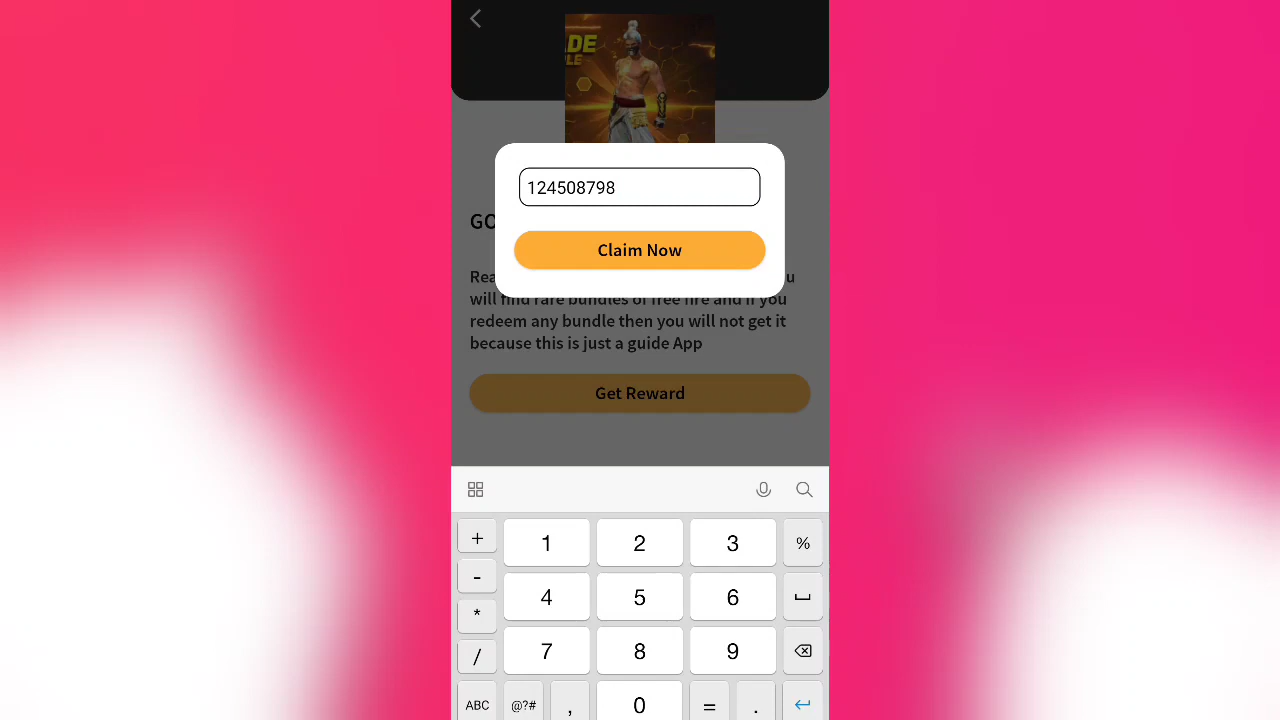 DE
LE
124508798
GO
Claim Now
Rea
u
will find rare bundles of free fire and if you
redeem any bundle then you will not get it
because this is just a guide App
Get Reward
+ 1 2 3 %
- 4 5 6
*
7 8 9
/
ABC @?# , 0 = .